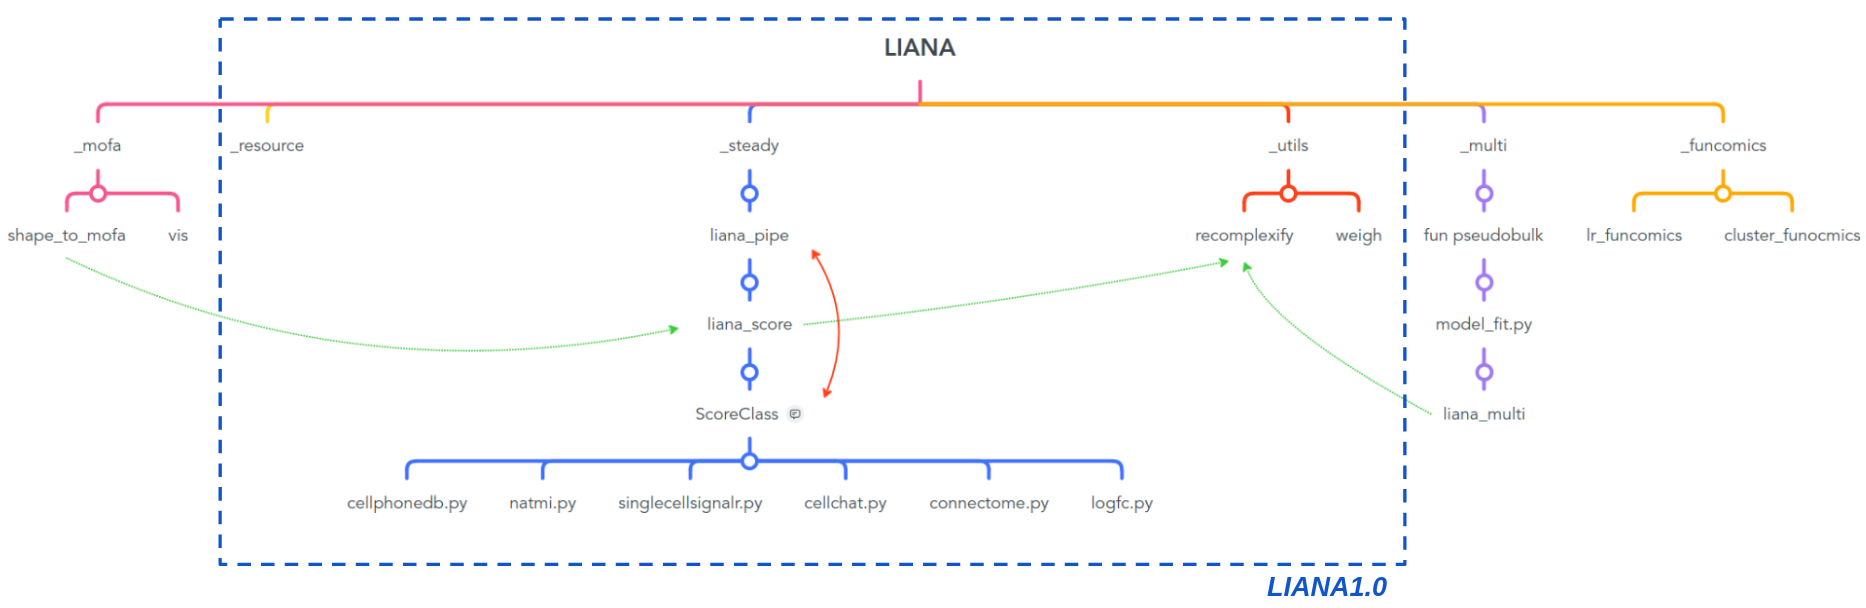 LIANA
_mofa
_resource
_steady
_utils
_multi
_funcomics
shape_to_mofa
vis
liana_pipe
recomplexify
weigh
fun pseudobulk
lr_funcomics
cluster_funocmics
liana_score
model_fit.py
ScoreClass
liana_multi
cellphonedb.py
natmi.py
singlecellsignalr.py
cellchat.py
connectome.py
logfc.py
LIANA1.0